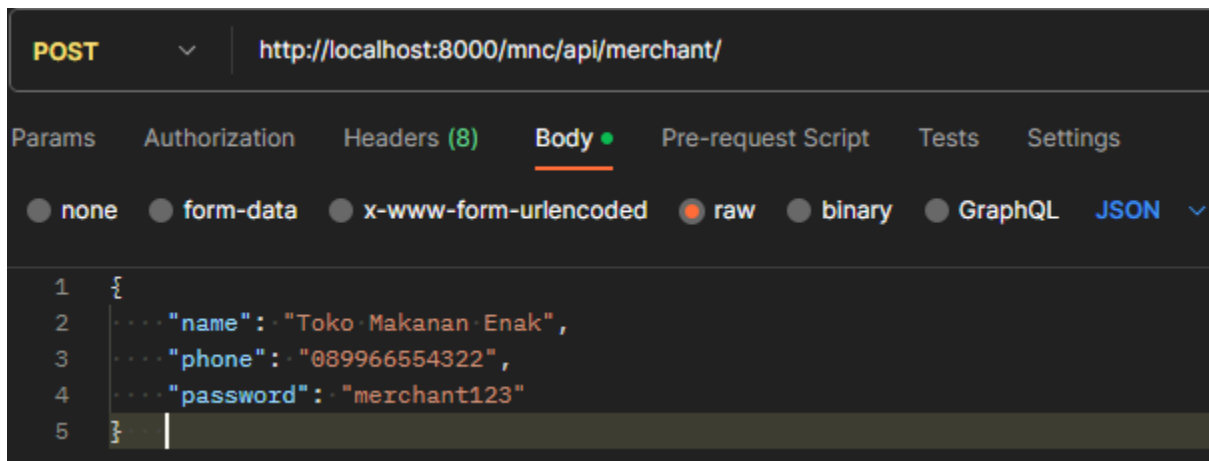 POST http://localhost:8000/mnc/api/merchant/
Params Authorization Headers (8) Body Pre-request Script Tests Settings
none form-data x-www-form-urlencoded raw binary GraphQL JSON
1 {
2 "name": "Toko Makanan Enak",
3 "phone": "089966554322",
4 "password": "merchant123"
5 }